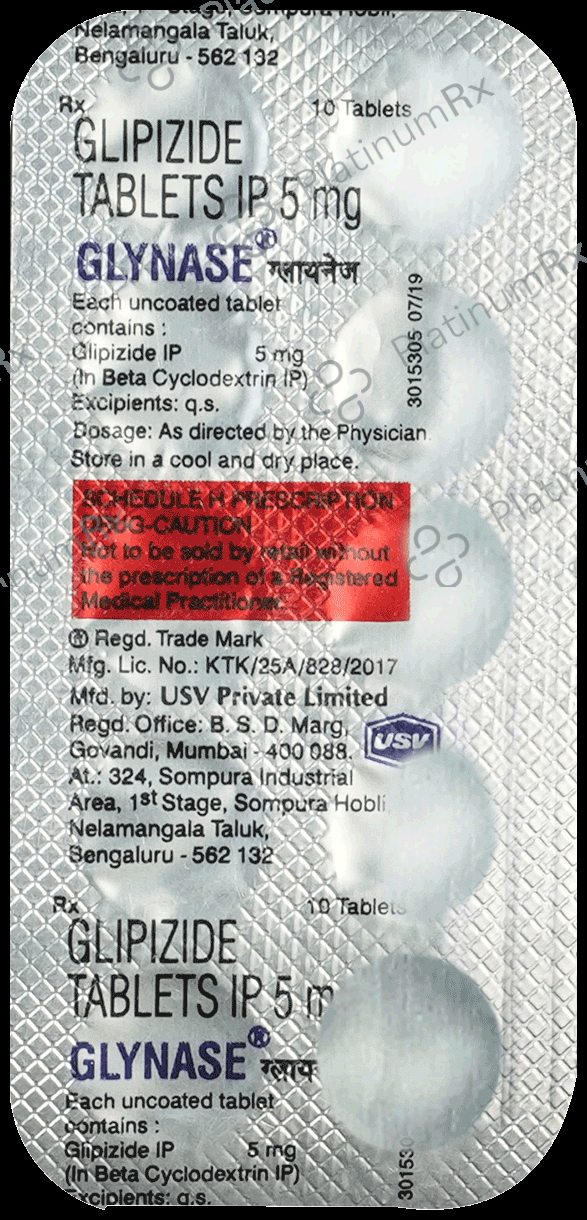 Stage, Sompura Hobli,
Nelamangala Taluk,
Bengaluru - 562 132
Rx 10 Tablets
GLIPIZIDE
TABLETS IP 5 mg
GLYNASE® ग्लायनेज
Each uncoated tablet
contains :
Glipizide IP 5 mg
(In Beta Cyclodextrin IP)
Excipients: q.s.
Dosage: As directed by the Physician.
Store in a cool and dry place.
3015305 07/19
SCHEDULE H PRESCRIPTION
DRUG-CAUTION
Not to be sold by retail without
the prescription of a Registered
Medical Practitioner.
® Regd. Trade Mark
Mfg. Lic. No.: KTK/25A/828/2017
Mfd. by: USV Private Limited
Regd. Office: B. S. D. Marg,
Govandi, Mumbai - 400 088.
USV
At.: 324, Sompura Industrial
Area, 1st Stage, Sompura Hobli
Nelamangala Taluk,
Bengaluru - 562 132
Rx 10 Tablets
GLIPIZIDE
TABLETS IP 5 m
GLYNASE® ग्लाय
Each uncoated tablet
contains :
Glipizide IP 5 mg
(In Beta Cyclodextrin IP)
Excipients: q.s.
30153
PlatinumRx
PlatinumRx
PlatinumRx